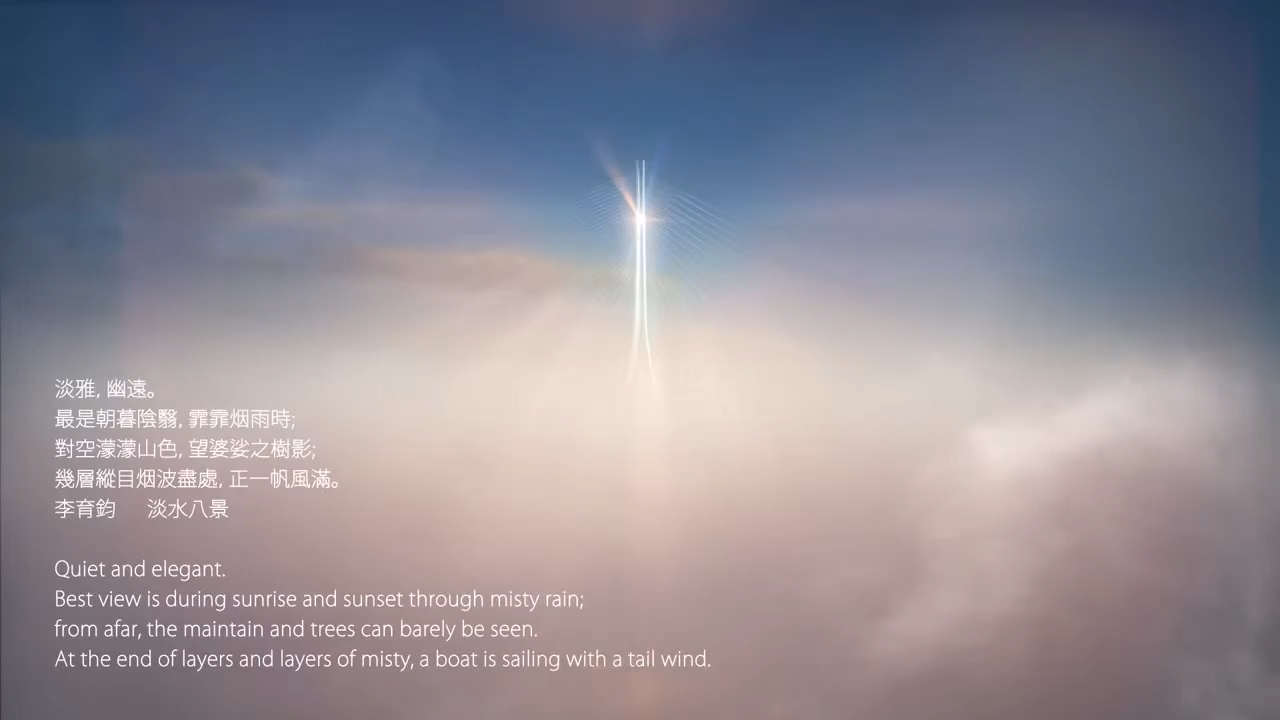 淡雅, 幽遠。
最是朝暮陰翳, 霏霏烟雨時;
對空濛濛山色, 望婆娑之樹影;
幾層縱目烟波盡處, 正一帆風滿。
李育鈞 淡水八景
Quiet and elegant.
Best view is during sunrise and sunset through misty rain;
from afar, the maintain and trees can barely be seen.
At the end of layers and layers of misty, a boat is sailing with a tail wind.